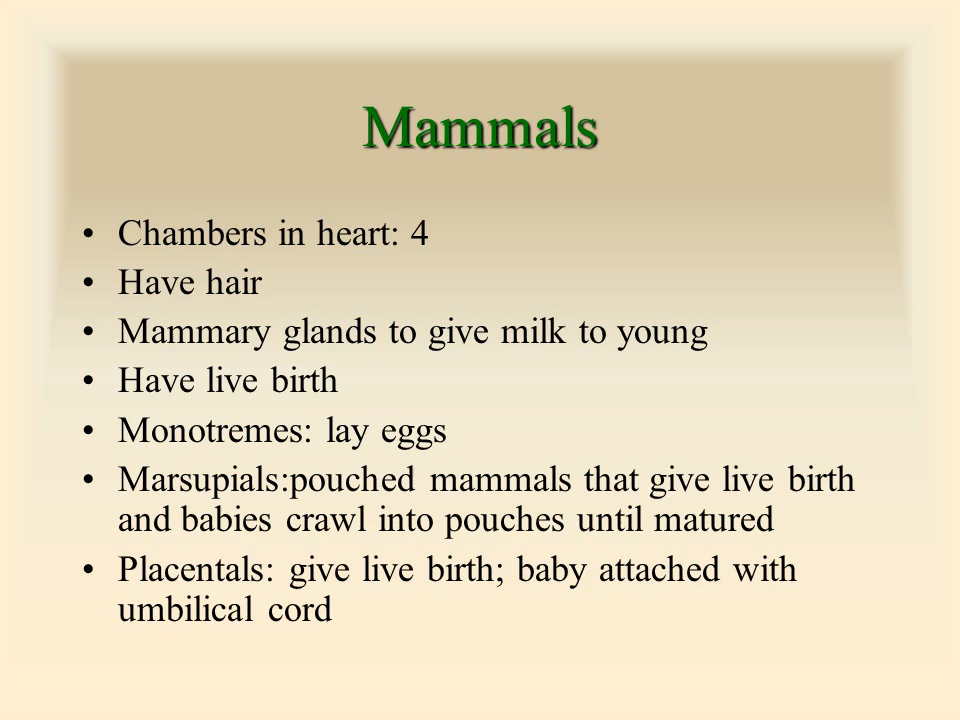 Mammals
• Chambers in heart: 4
• Have hair
• Mammary glands to give milk to young
• Have live birth
• Monotremes: lay eggs
• Marsupials:pouched mammals that give live birth
and babies crawl into pouches until matured
• Placentals: give live birth; baby attached with
umbilical cord